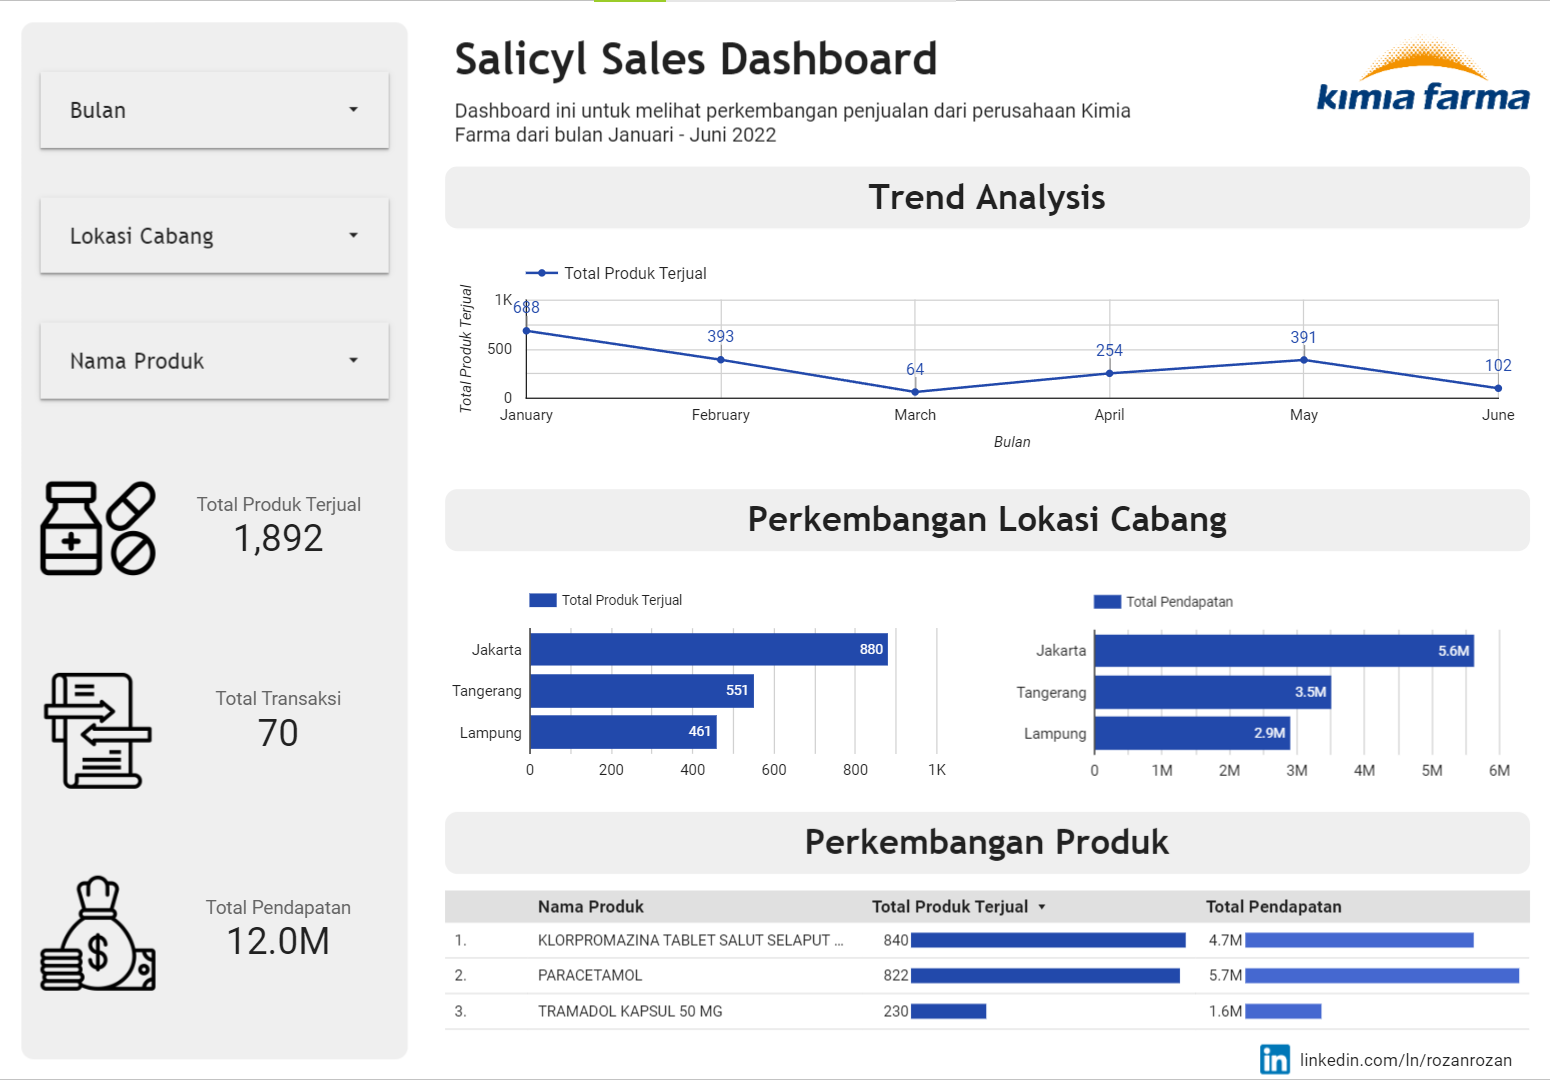 Bulan
Lokasi Cabang
Nama Produk
Total Produk Terjual
1,892
Total Transaksi
70
$
Total Pendapatan
12.0M
Salicyl Sales Dashboard
Dashboard ini untuk melihat perkembangan penjualan dari perusahaan Kimia
Farma dari bulan Januari - Juni 2022
kimia farma
Trend Analysis
Total Produk Terjual
Total Produk Terjual
1K
500
0
688
393
64
254
391
102
January February March April May June
Bulan
Perkembangan Lokasi Cabang
Total Produk Terjual
Jakarta 880
Tangerang 551
Lampung 461
0 200 400 600 800 1K
Total Pendapatan
Jakarta 5.6M
Tangerang 3.5M
Lampung 2.9M
0 1M 2M 3M 4M 5M 6M
Perkembangan Produk
Nama Produk Total Produk Terjual Total Pendapatan
1. KLORPROMAZINA TABLET SALUT SELAPUT ... 840 4.7M
2. PARACETAMOL 822 5.7M
3. TRAMADOL KAPSUL 50 MG 230 1.6M
in linkedin.com/In/rozanrozan